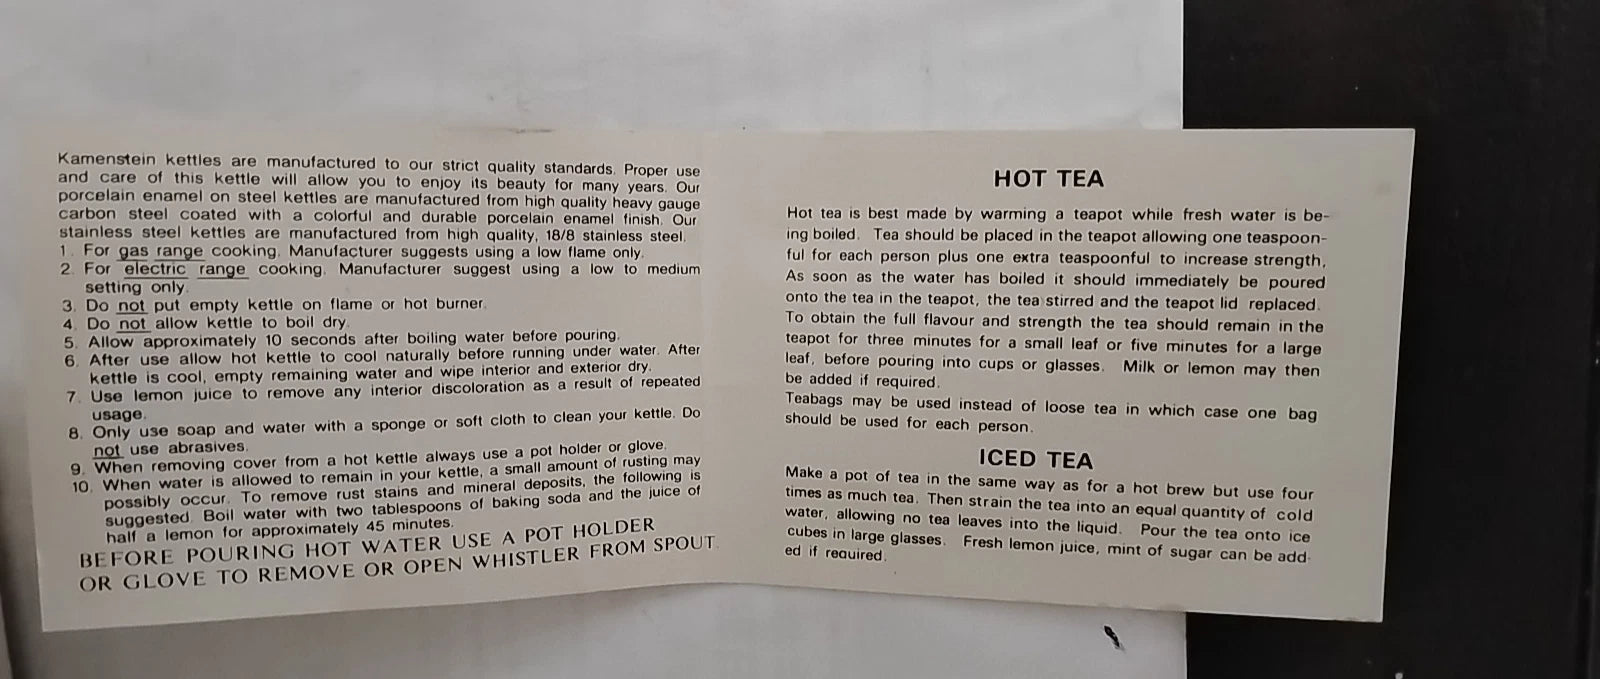 Kamenstein kettles are manufactured to our strict quality standards. Proper use
and care of this kettle will allow you to enjoy its beauty for many years. Our
porcelain enamel on steel kettles are manufactured from high quality heavy gauge
carbon steel coated with a colorful and durable porcelain enamel finish. Our
stainless steel kettles are manufactured from high quality, 18/8 stainless steel.
1. For gas range cooking. Manufacturer suggests using a low flame only.
2. For electric range cooking. Manufacturer suggest using a low to medium
setting only.
3. Do not put empty kettle on flame or hot burner.
4. Do not allow kettle to boil dry.
5. Allow approximately 10 seconds after boiling water before pouring.
6. After use allow hot kettle to cool naturally before running under water. After
kettle is cool, empty remaining water and wipe interior and exterior dry.
7. Use lemon juice to remove any interior discoloration as a result of repeated
usage.
8. Only use soap and water with a sponge or soft cloth to clean your kettle. Do
not use abrasives.
9. When removing cover from a hot kettle always use a pot holder or glove.
10. When water is allowed to remain in your kettle, a small amount of rusting may
possibly occur. To remove rust stains and mineral deposits, the following is
suggested. Boil water with two tablespoons of baking soda and the juice of
half a lemon for approximately 45 minutes.
BEFORE POURING HOT WATER USE A POT HOLDER
OR GLOVE TO REMOVE OR OPEN WHISTLER FROM SPOUT.
HOT TEA
Hot tea is best made by warming a teapot while fresh water is be-
ing boiled. Tea should be placed in the teapot allowing one teaspoon-
ful for each person plus one extra teaspoonful to increase strength,
As soon as the water has boiled it should immediately be poured
onto the tea in the teapot, the tea stirred and the teapot lid replaced.
To obtain the full flavour and strength the tea should remain in the
teapot for three minutes for a small leaf or five minutes for a large
leaf, before pouring into cups or glasses. Milk or lemon may then
be added if required.
Teabags may be used instead of loose tea in which case one bag
should be used for each person.
ICED TEA
Make a pot of tea in the same way as for a hot brew but use four
times as much tea. Then strain the tea into an equal quantity of cold
water, allowing no tea leaves into the liquid. Pour the tea onto ice
cubes in large glasses. Fresh lemon juice, mint of sugar can be add-
ed if required.